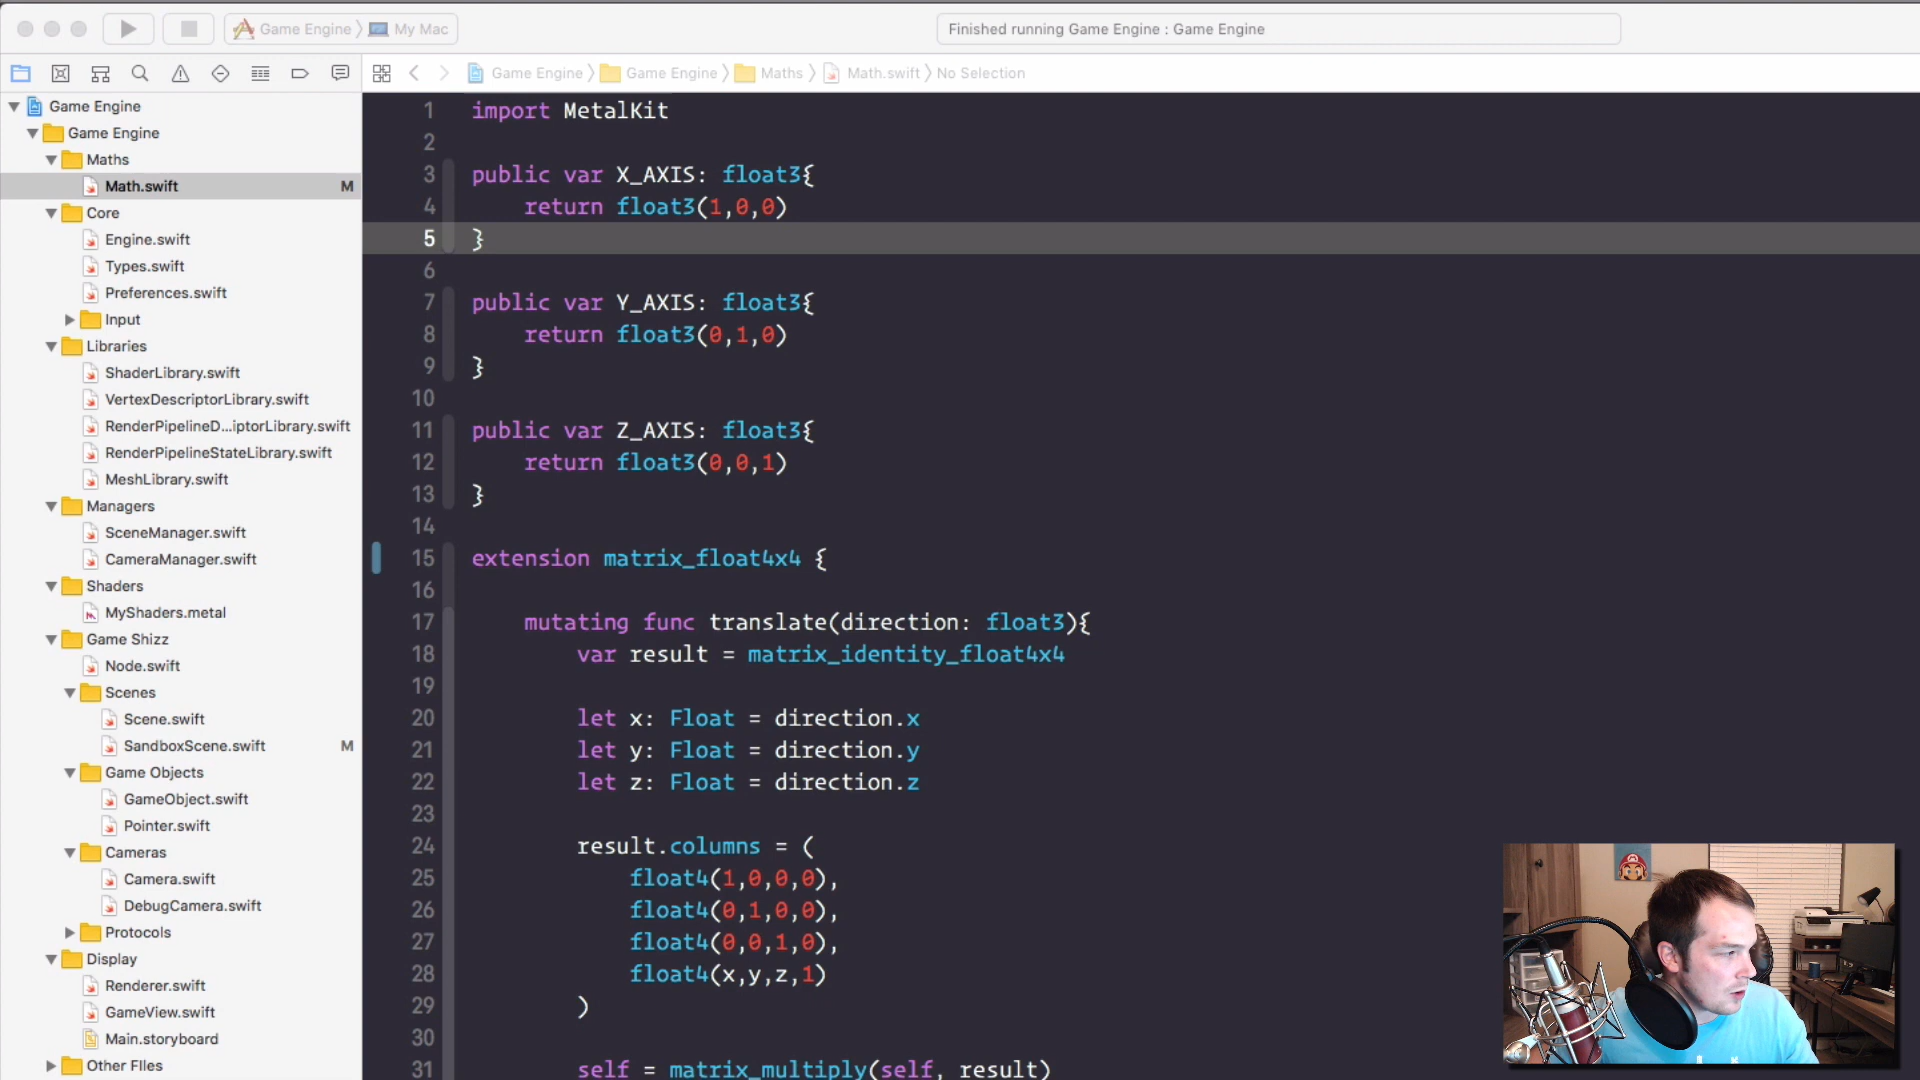 Game Engine
My Mac
Finished running Game Engine : Game Engine
Game Engine
Game Engine
Maths
Math.swift
No Selection
Game Engine
Game Engine
Maths
Math.swift M
Core
Engine.swift
Types.swift
Preferences.swift
Input
Libraries
ShaderLibrary.swift
VertexDescriptorLibrary.swift
RenderPipelineD...iptorLibrary.swift
RenderPipelineStateLibrary.swift
MeshLibrary.swift
Managers
SceneManager.swift
CameraManager.swift
Shaders
MyShaders.metal
Game Shizz
Node.swift
Scenes
Scene.swift
SandboxScene.swift M
Game Objects
GameObject.swift
Pointer.swift
Cameras
Camera.swift
DebugCamera.swift
Protocols
Display
Renderer.swift
GameView.swift
Main.storyboard
Other FIles
1 import MetalKit
2
3 public var X_AXIS: float3{
4 return float3(1,0,0)
5 }
6
7 public var Y_AXIS: float3{
8 return float3(0,1,0)
9 }
10
11 public var Z_AXIS: float3{
12 return float3(0,0,1)
13 }
14
15 extension matrix_float4x4 {
16
17 mutating func translate(direction: float3){
18 var result = matrix_identity_float4x4
19
20 let x: Float = direction.x
21 let y: Float = direction.y
22 let z: Float = direction.z
23
24 result.columns = (
25 float4(1,0,0,0),
26 float4(0,1,0,0),
27 float4(0,0,1,0),
28 float4(x,y,z,1)
29 )
30
31 self = matrix_multiply(self, result)